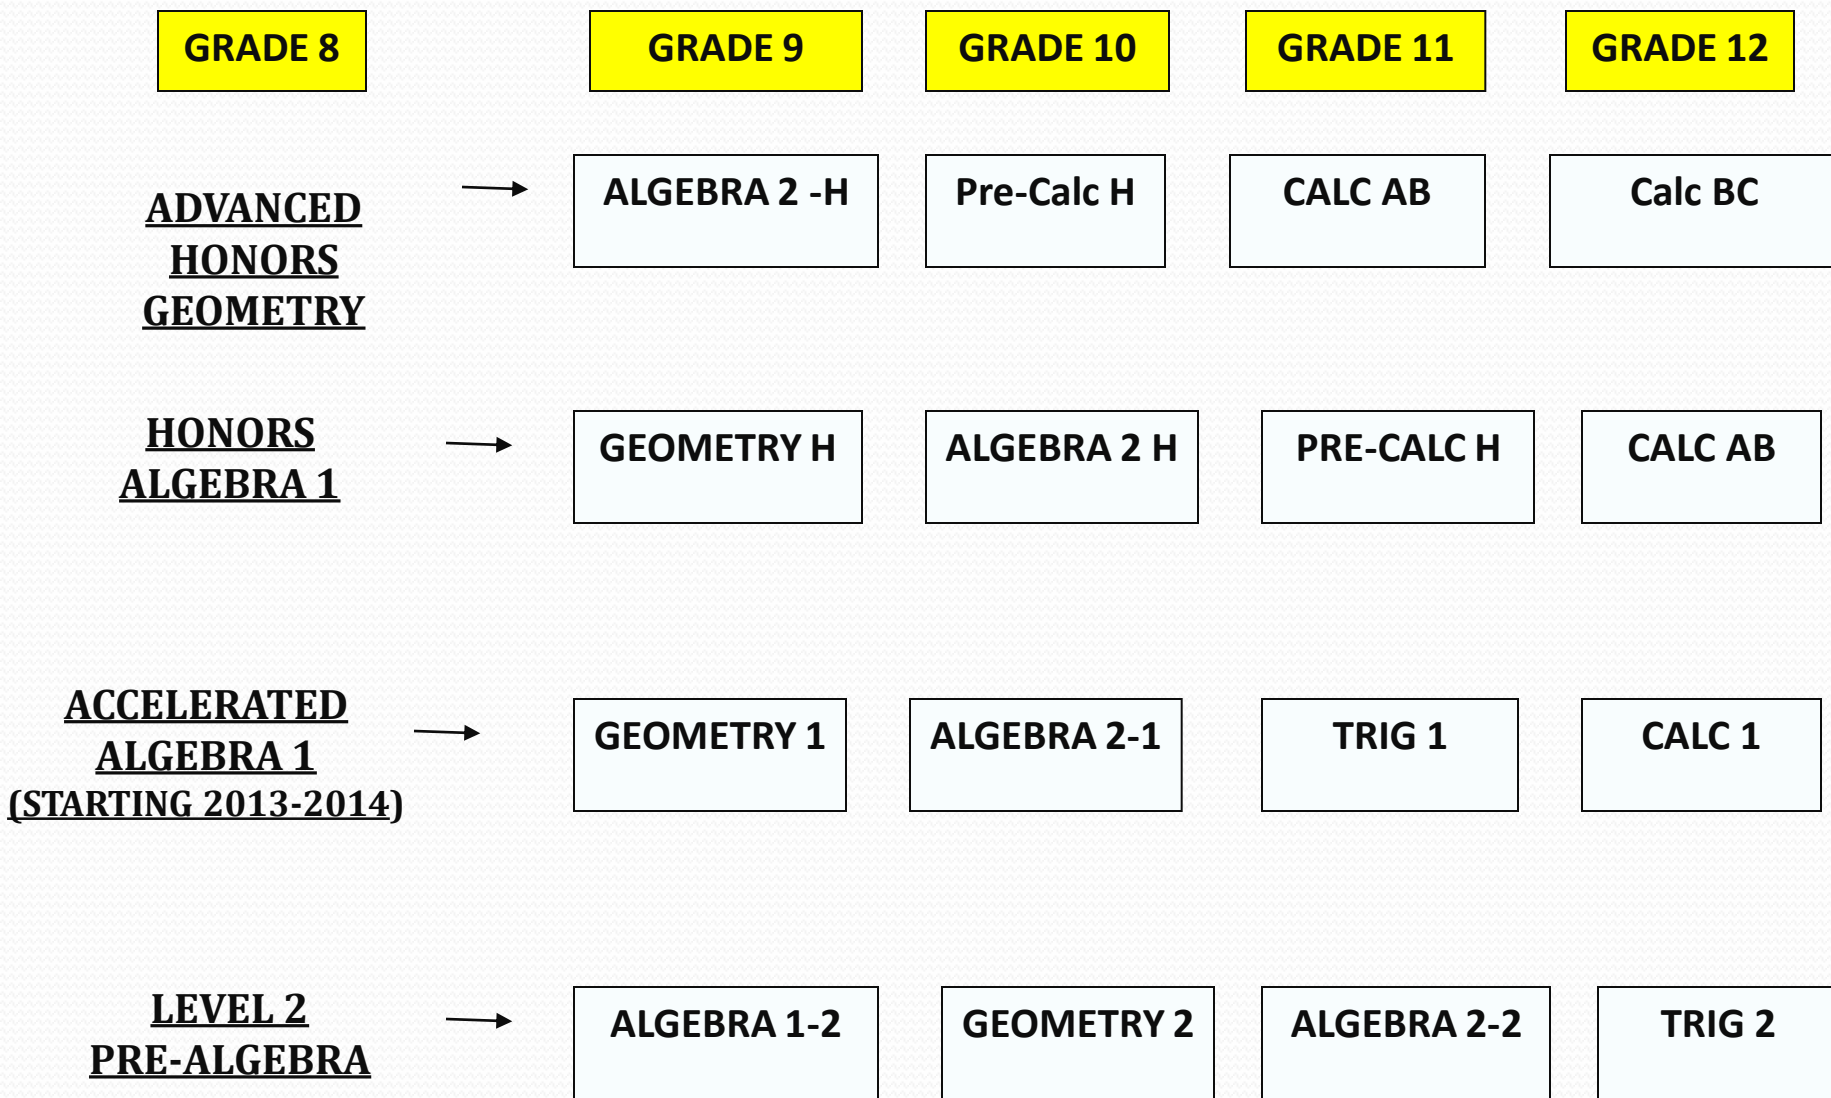 GRADE 8 GRADE 9 GRADE 10 GRADE 11 GRADE 12
ADVANCED
HONORS
GEOMETRY
ALGEBRA 2 -H Pre-Calc H CALC AB Calc BC
HONORS
ALGEBRA 1
GEOMETRY H ALGEBRA 2 H PRE-CALC H CALC AB
ACCELERATED
ALGEBRA 1
(STARTING 2013-2014)
GEOMETRY 1 ALGEBRA 2-1 TRIG 1 CALC 1
LEVEL 2
PRE-ALGEBRA
ALGEBRA 1-2 GEOMETRY 2 ALGEBRA 2-2 TRIG 2